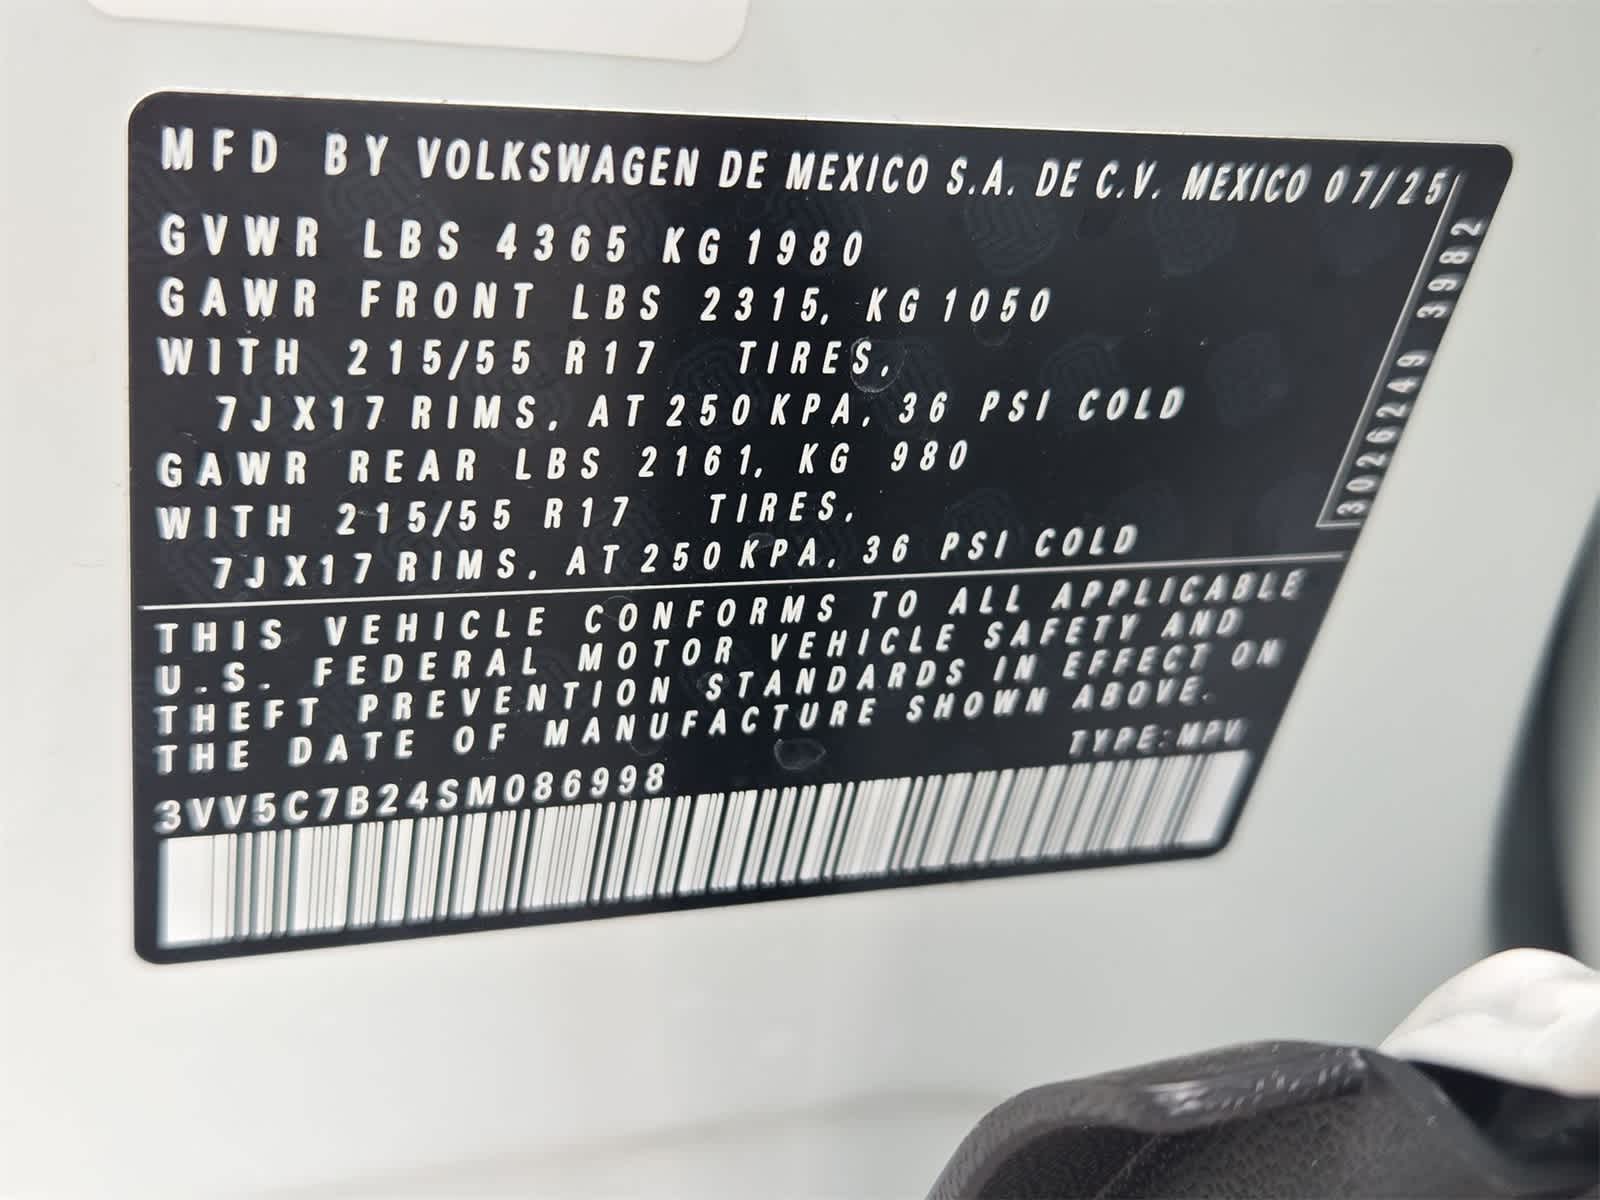 MFD BY VOLKSWAGEN DE MEXICO S.A. DE C.V. MEXICO 07/25
GVWR LBS 4365 KG 1980
GAWR FRONT LBS 2315, KG 1050
WITH 215/55 R17 TIRES,
7JX17 RIMS, AT 250 KPA, 36 PSI COLD
GAWR REAR LBS 2161, KG 980
WITH 215/55 R17 TIRES,
7JX17 RIMS, AT 250 KPA, 36 PSI COLD
3026249 3982
THIS VEHICLE CONFORMS TO ALL APPLICABLE
U.S. FEDERAL MOTOR VEHICLE SAFETY AND
THEFT PREVENTION STANDARDS IN EFFECT ON
THE DATE OF MANUFACTURE SHOWN ABOVE.
TYPE: MPV
3VV5C7B24SM086998